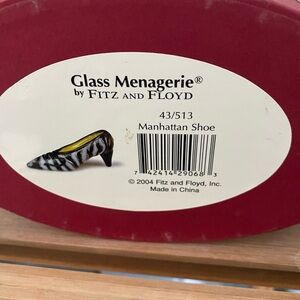 Glass Menagerie®
by FITZ AND FLOYD
43/513
Manhattan Shoe
7 42414 29068 3
© 2004 Fitz and Floyd, Inc.
Made in China